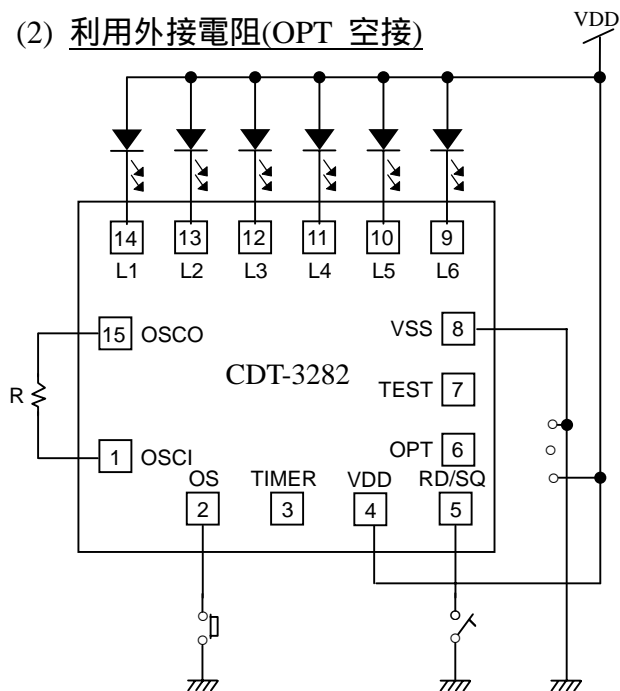 (2) 利用外接電阻(OPT 空接)
VDD
14 13 12 11 10 9
L1 L2 L3 L4 L5 L6
15 OSCO
VSS 8
CDT-3282
TEST 7
R
1 OSCI
OPT 6
OS TIMER VDD RD/SQ
2 3 4 5